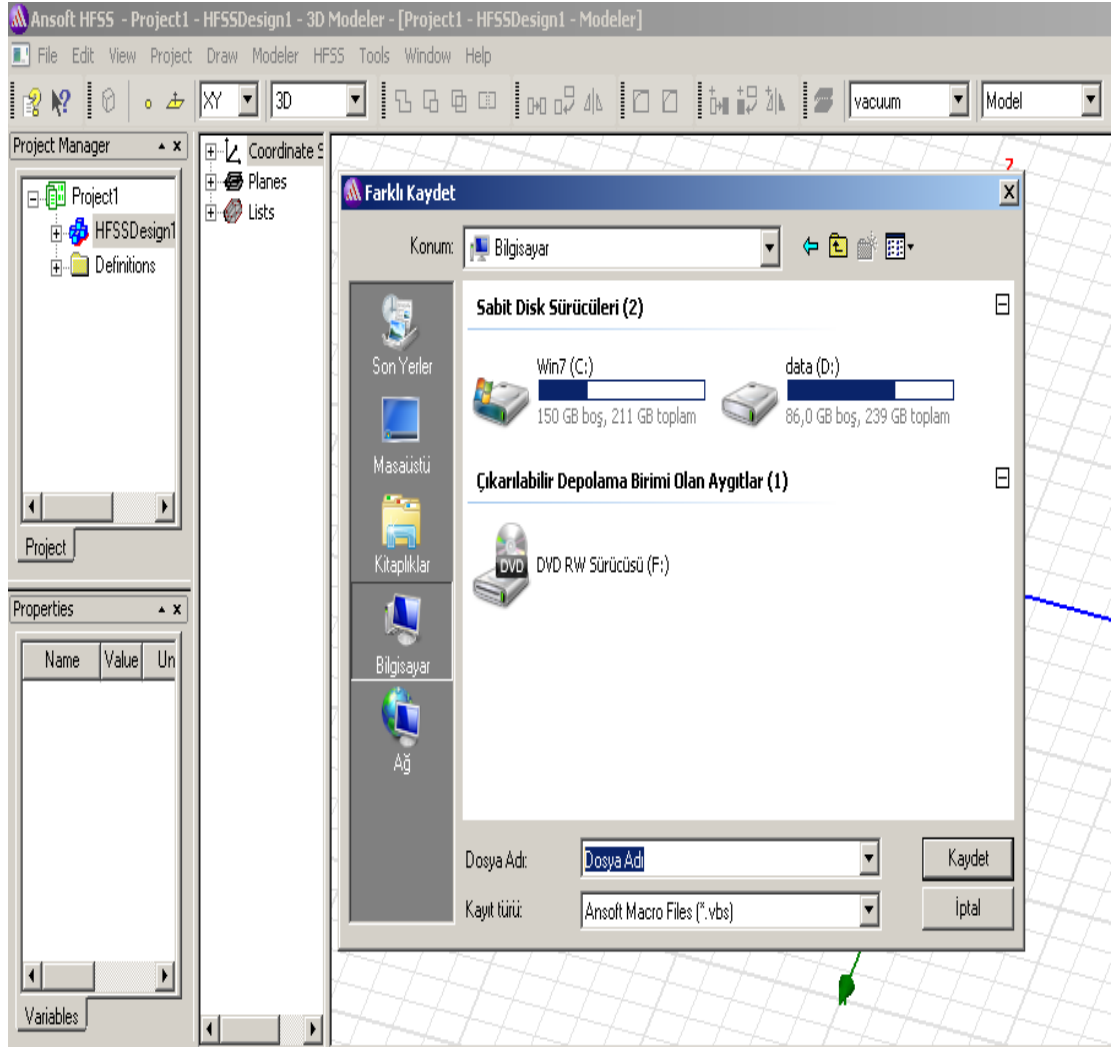 Ansoft HFSS - Project1 - HFSSDesign1 - 3D Modeler - [Project1 - HFSSDesign1 - Modeler]
File Edit View Project Draw Modeler HFSS Tools Window Help
XY 3D vacuum Model
Project Manager
Project1
HFSSDesign1
Definitions
Project
Properties
Name Value Un
Variables
Coordinate S
Planes
Lists
Z
Farklı Kaydet
Konum: Bilgisayar
Son Yerler
Masaüstü
Kitaplıklar
Bilgisayar
Ağ
Sabit Disk Sürücüleri (2)
Win7 (C:)
150 GB boş, 211 GB toplam
data (D:)
86,0 GB boş, 239 GB toplam
Çıkarılabilir Depolama Birimi Olan Aygıtlar (1)
DVD
DVD RW Sürücüsü (F:)
Dosya Adı: Dosya Adı Kaydet
Kayıt türü: Ansoft Macro Files (*.vbs) İptal